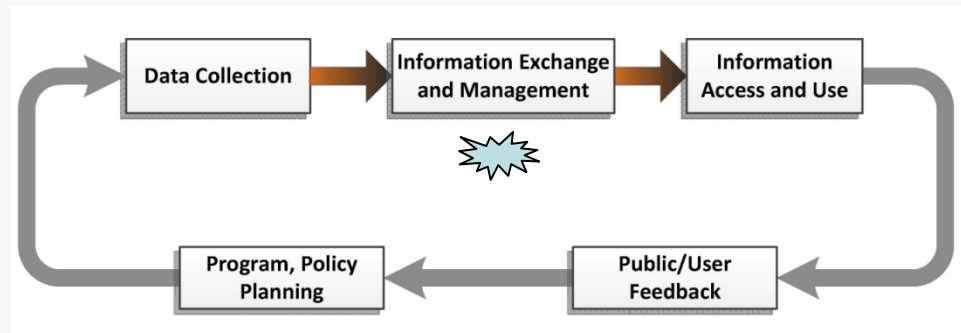 Data Collection
Information Exchange
and Management
Information
Access and Use
Program, Policy
Planning
Public/User
Feedback